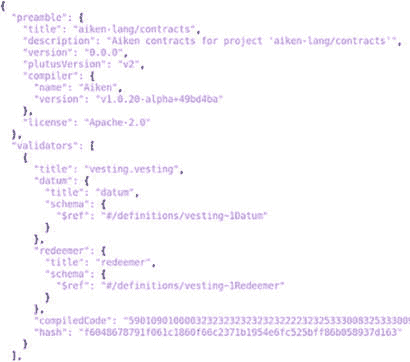 {
"preamble": {
"title": "aiken-lang/contracts",
"description": "Aiken contracts for project 'aiken-lang/contracts'",
"version": "0.0.0",
"plutusVersion": "v2",
"compiler": {
"name": "Aiken",
"version": "v1.0.20-alpha+49bd4ba"
},
"license": "Apache-2.0"
},
"validators": [
{
"title": "vesting.vesting",
"datum": {
"title": "datum",
"schema": {
"$ref": "#/definitions/vesting~1Datum"
}
},
"redeemer": {
"title": "redeemer",
"schema": {
"$ref": "#/definitions/vesting~1Redeemer"
}
},
"compiledCode":
"hash": "f6048678791f061c1860f66c2371b1954e6fc525bff86b058937d163"
}
],